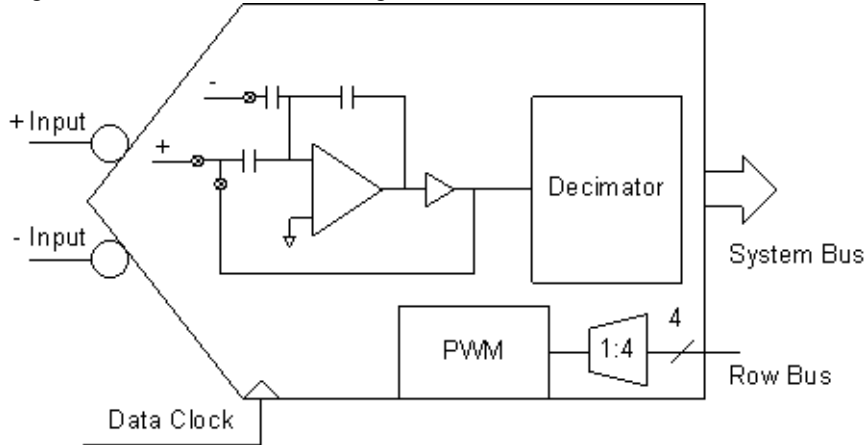 -
+ Input
+
Decimator
- Input
System Bus
4
PWM
1:4
Row Bus
Data Clock